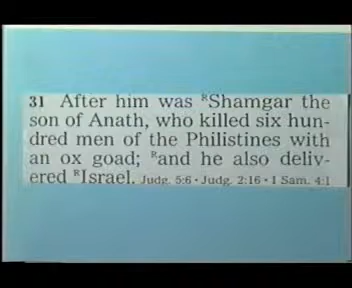 31 After him was ᴿShamgar the
son of Anath, who killed six hun-
dred men of the Philistines with
an ox goad; ᴿand he also deliv-
ered ᴿIsrael. Judg. 5:6 • Judg. 2:16 • 1 Sam. 4:1